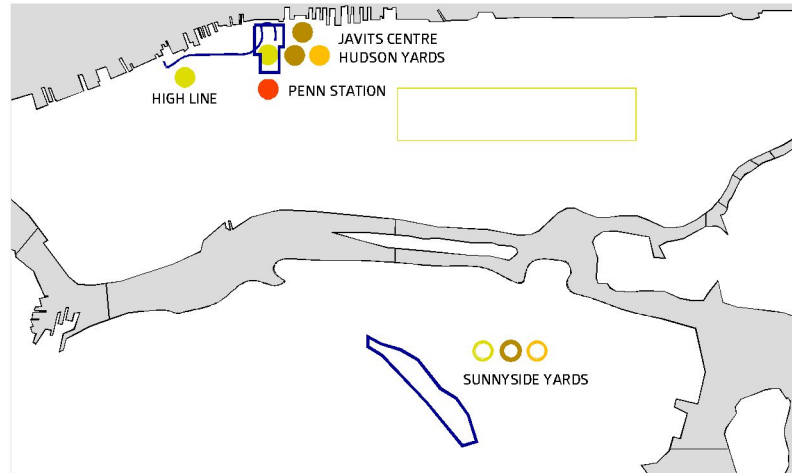 JAVITS CENTRE
HUDSON YARDS
HIGH LINE
PENN STATION
SUNNYSIDE YARDS